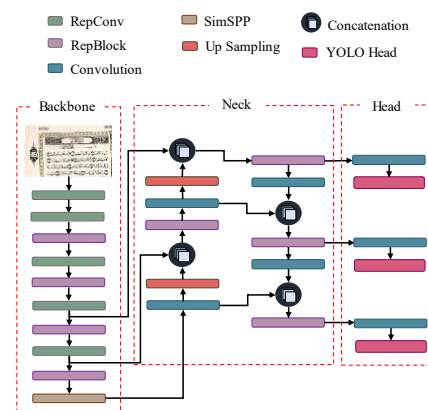 RepConv
RepBlock
Convolution
SimSPP
Up Sampling
Concatenation
YOLO Head
Backbone
Neck
Head